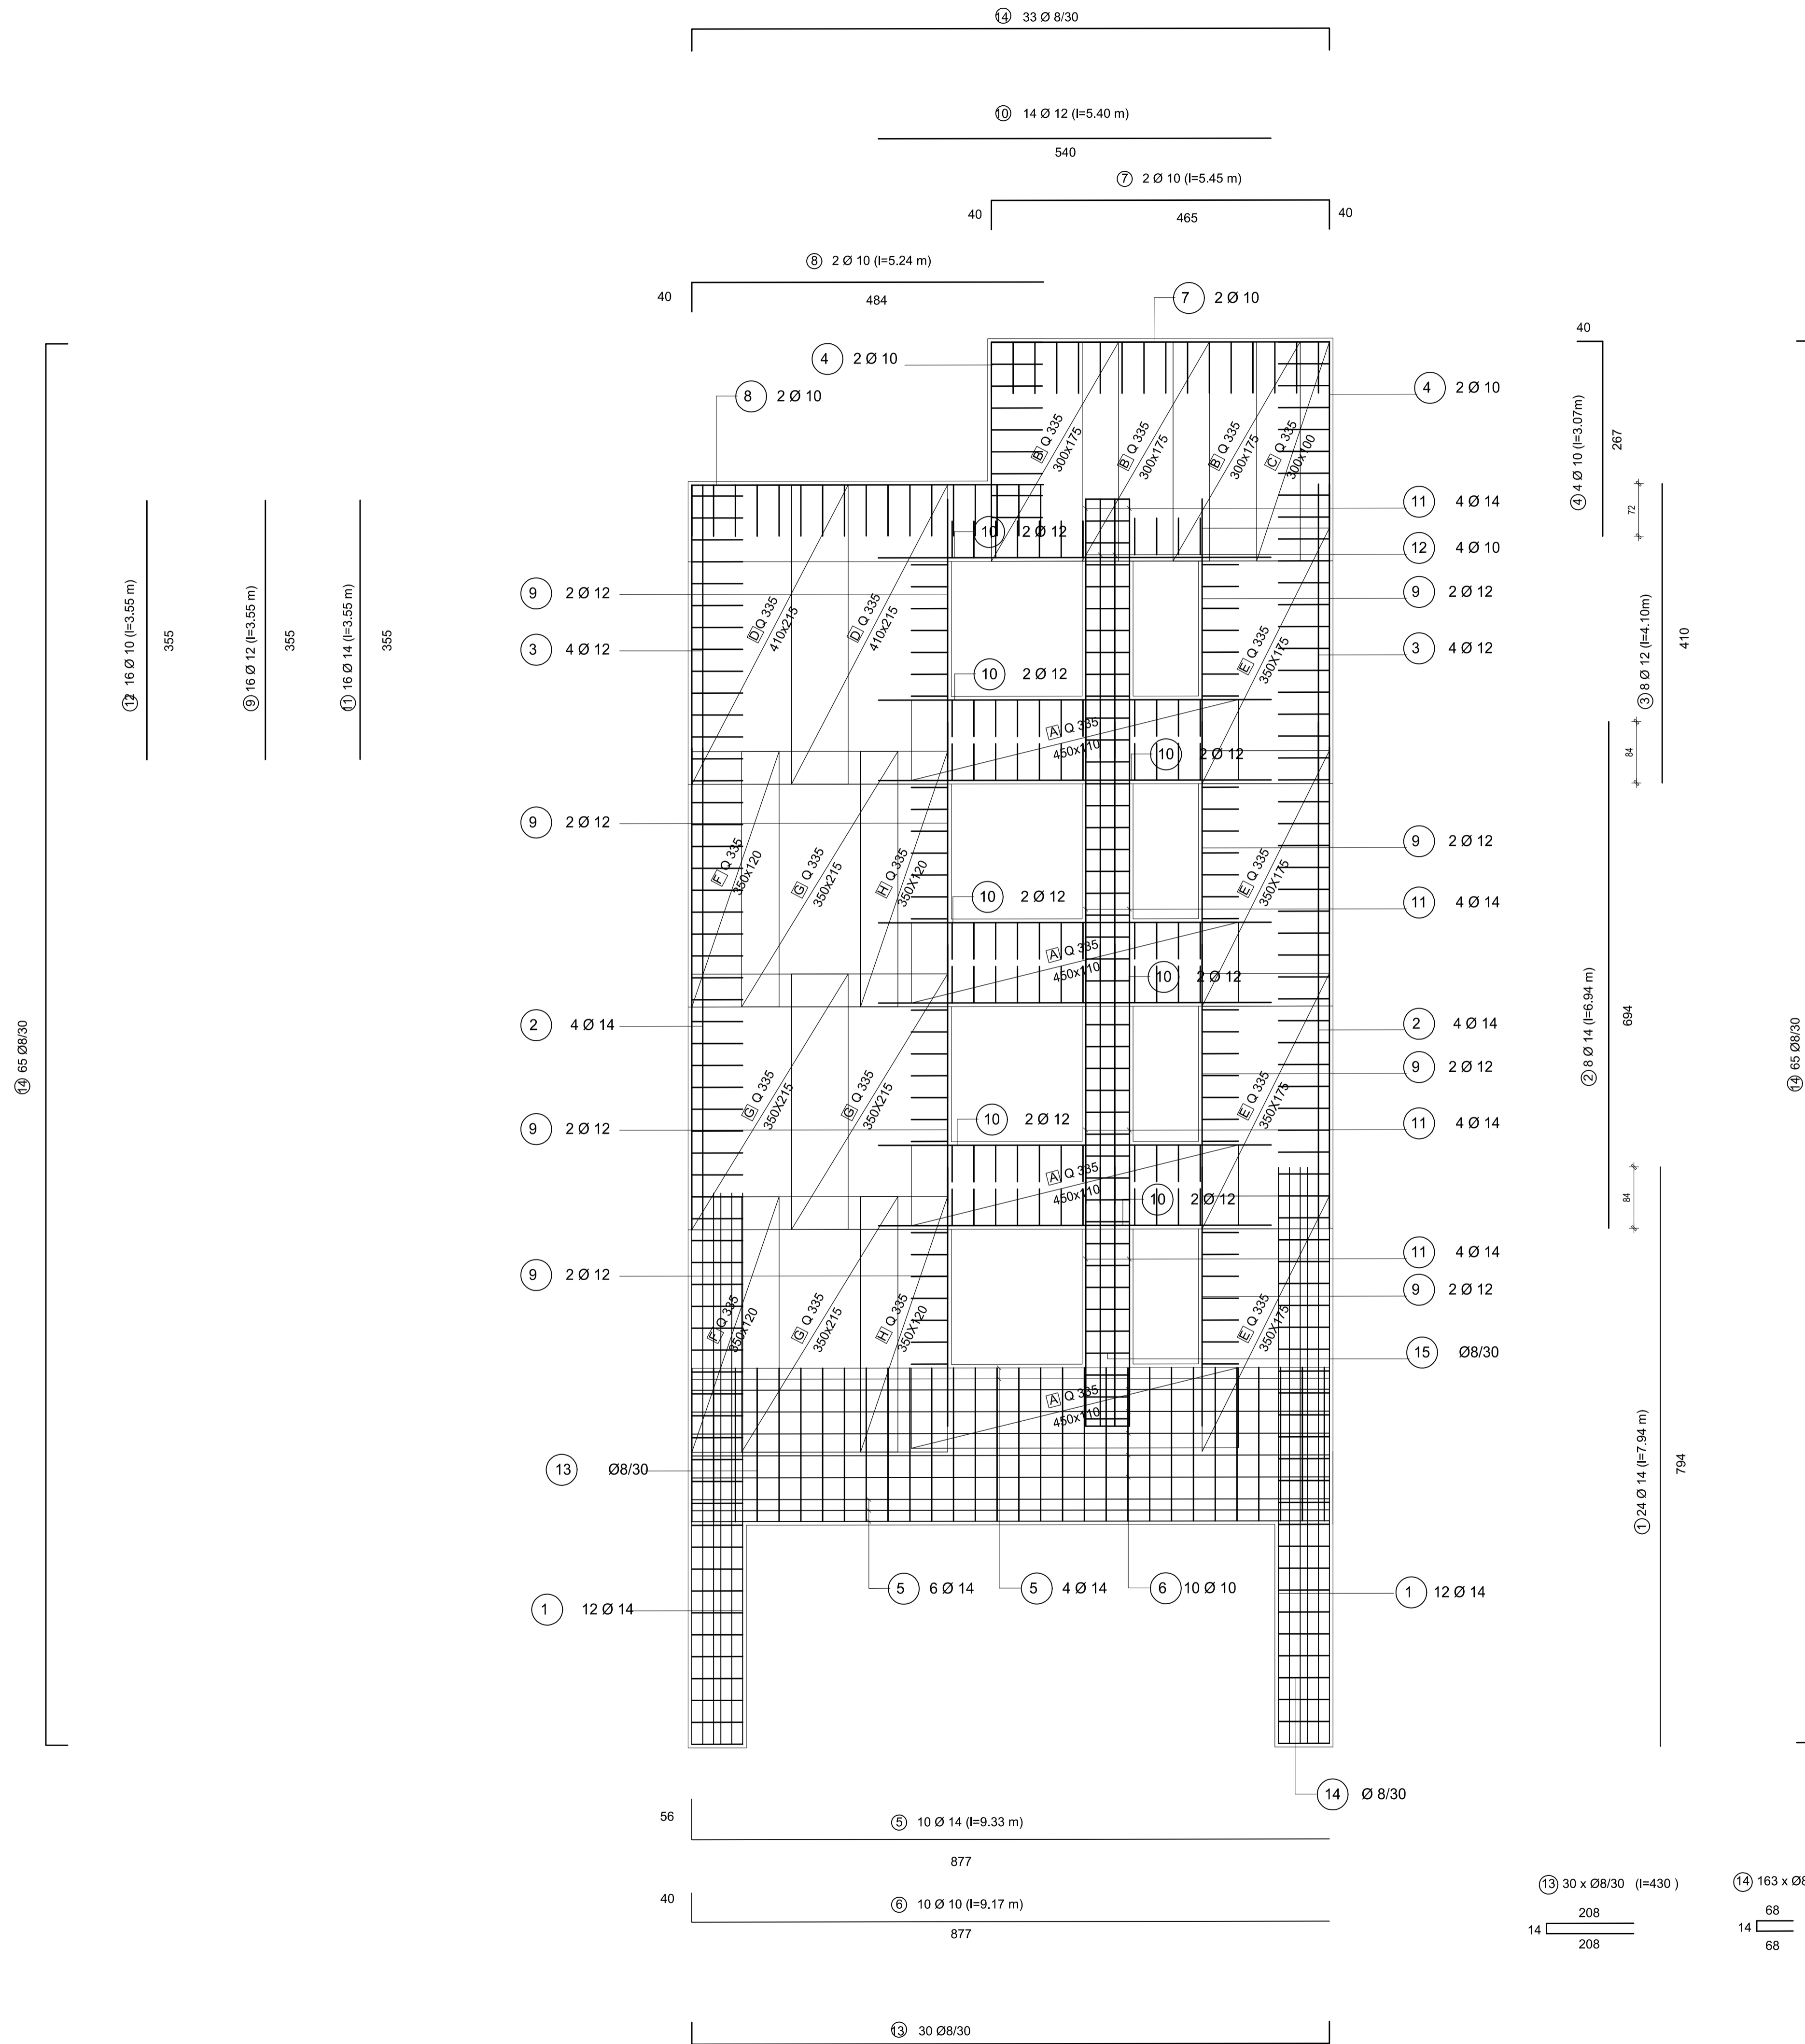 14 33 Ø 8/30
10 14 Ø 12 (l=5.40 m)
540
7 2 Ø 10 (l=5.45 m)
40 465 40
8 2 Ø 10 (l=5.24 m)
40 484
7 2 Ø 10
4 2 Ø 10
8 2 Ø 10
4 2 Ø 10
40
4 4 Ø 10 (l=3.07m)
267
72
B Q 335
300x175
B Q 335
300x175
B Q 335
300x175
C Q 335
300x100
11 4 Ø 14
10 2 Ø 12
12 4 Ø 10
12 16 Ø 10 (l=3.55 m)
355
9 16 Ø 12 (l=3.55 m)
355
11 16 Ø 14 (l=3.55 m)
355
9 2 Ø 12
9 2 Ø 12
D Q 335
410x215
D Q 335
410x215
E Q 335
350X175
3 4 Ø 12
3 4 Ø 12
3 8 Ø 12 (l=4.10m)
410
10 2 Ø 12
A Q 335
450x110
10 2 Ø 12
84
9 2 Ø 12
9 2 Ø 12
F Q 335
350x120
G Q 335
350x215
H Q 335
350X120
E Q 335
350X175
10 2 Ø 12
11 4 Ø 14
A Q 335
450x110
10 2 Ø 12
14 65 Ø8/30
2 4 Ø 14
2 4 Ø 14
2 8 Ø 14 (l=6.94 m)
694
14 65 Ø8/30
9 2 Ø 12
G Q 335
350X215
G Q 335
350X215
E Q 335
350X175
10 2 Ø 12
9 2 Ø 12
11 4 Ø 14
A Q 335
450x110
10 2 Ø 12
84
11 4 Ø 14
9 2 Ø 12
9 2 Ø 12
F Q 335
350x120
G Q 335
350x215
H Q 335
350X120
E Q 335
350X175
15 Ø8/30
A Q 335
450x110
13 Ø8/30
1 24 Ø 14 (l=7.94 m)
794
5 6 Ø 14
5 4 Ø 14
6 10 Ø 10
1 12 Ø 14
1 12 Ø 14
14 Ø 8/30
56
5 10 Ø 14 (l=9.33 m)
877
40
6 10 Ø 10 (l=9.17 m)
877
13 30 x Ø8/30 (l=430 )
208
14
208
14 163 x Ø8
68
14
68
13 30 Ø8/30